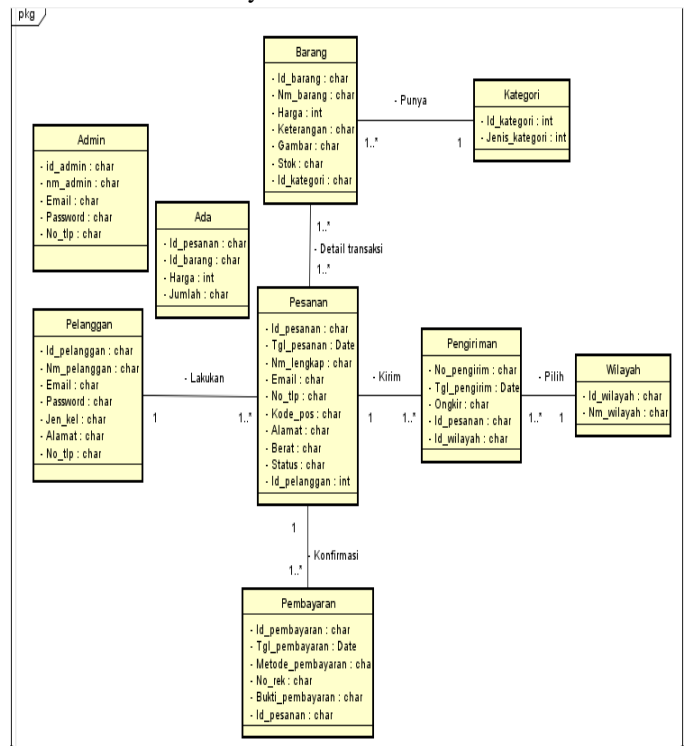 pkg
Barang
- Id_barang : char
- Nm_barang : char
- Harga : int
- Keterangan : char
- Gambar : char
- Stok : char
- Id_kategori : char
- Punya
1..*
1
Kategori
- Id_kategori : int
- Jenis_kategori : int
Admin
- id_admin : char
- nm_admin : char
- Email : char
- Password : char
- No_tlp : char
Ada
- Id_pesanan : char
- Id_barang : char
- Harga : int
- Jumlah : char
1..*
- Detail transaksi
1..*
Pelanggan
- Id_pelanggan : char
- Nm_pelanggan : char
- Email : char
- Password : char
- Jen_kel : char
- Alamat : char
- No_tlp : char
- Lakukan
1
1..*
Pesanan
- Id_pesanan : char
- Tgl_pesanan : Date
- Nm_lengkap : char
- Email : char
- No_tlp : char
- Kode_pos : char
- Alamat : char
- Berat : char
- Status : char
- Id_pelanggan : int
- Kirim
1
1..*
Pengiriman
- No_pengirim : char
- Tgl_pengirim : Date
- Ongkir : char
- Id_pesanan : char
- Id_wilayah : char
- Pilih
1..*
1
Wilayah
- Id_wilayah : char
- Nm_wilayah : char
1
- Konfirmasi
1..*
Pembayaran
- Id_pembayaran : char
- Tgl_pembayaran : Date
- Metode_pembayaran : cha
- No_rek : char
- Bukti_pembayaran : char
- Id_pesanan : char